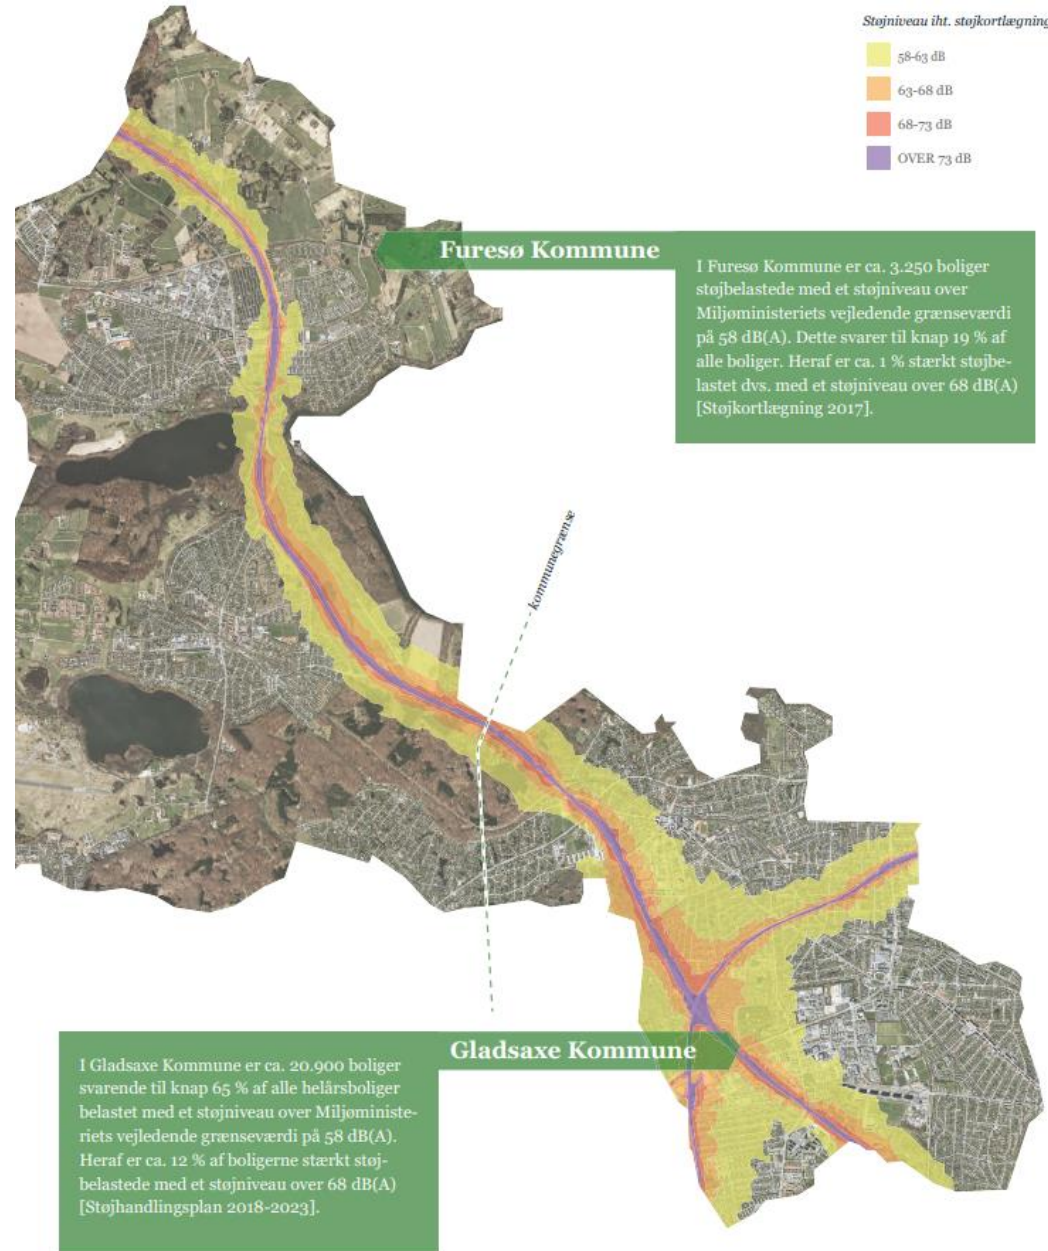 Støjniveau iht. støjkortlægning
58-63 dB
63-68 dB
68-73 dB
OVER 73 dB
Furesø Kommune
I Furesø Kommune er ca. 3.250 boliger
støjbelastede med et støjniveau over
Miljøministeriets vejledende grænseværdi
på 58 dB(A). Dette svarer til knap 19 % af
alle boliger. Heraf er ca. 1 % stærkt støjbe-
lastet dvs. med et støjniveau over 68 dB(A)
[Støjkortlægning 2017].
kommunegrænse
Gladsaxe Kommune
I Gladsaxe Kommune er ca. 20.900 boliger
svarende til knap 65 % af alle helårsboliger
belastet med et støjniveau over Miljøministe-
riets vejledende grænseværdi på 58 dB(A).
Heraf er ca. 12 % af boligerne stærkt støj-
belastede med et støjniveau over 68 dB(A)
[Støjhandlingsplan 2018-2023].